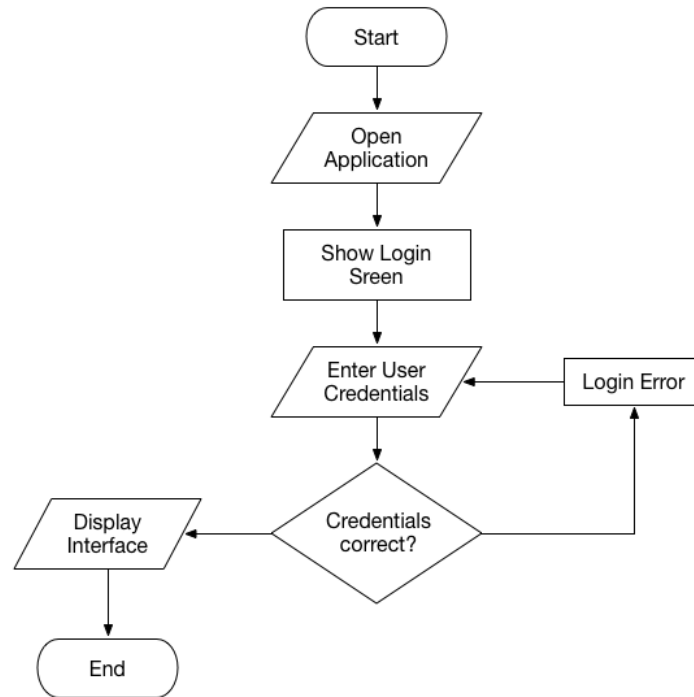 Start
Open
Application
Show Login
Sreen
Enter User
Credentials
Login Error
Credentials
correct?
Display
Interface
End